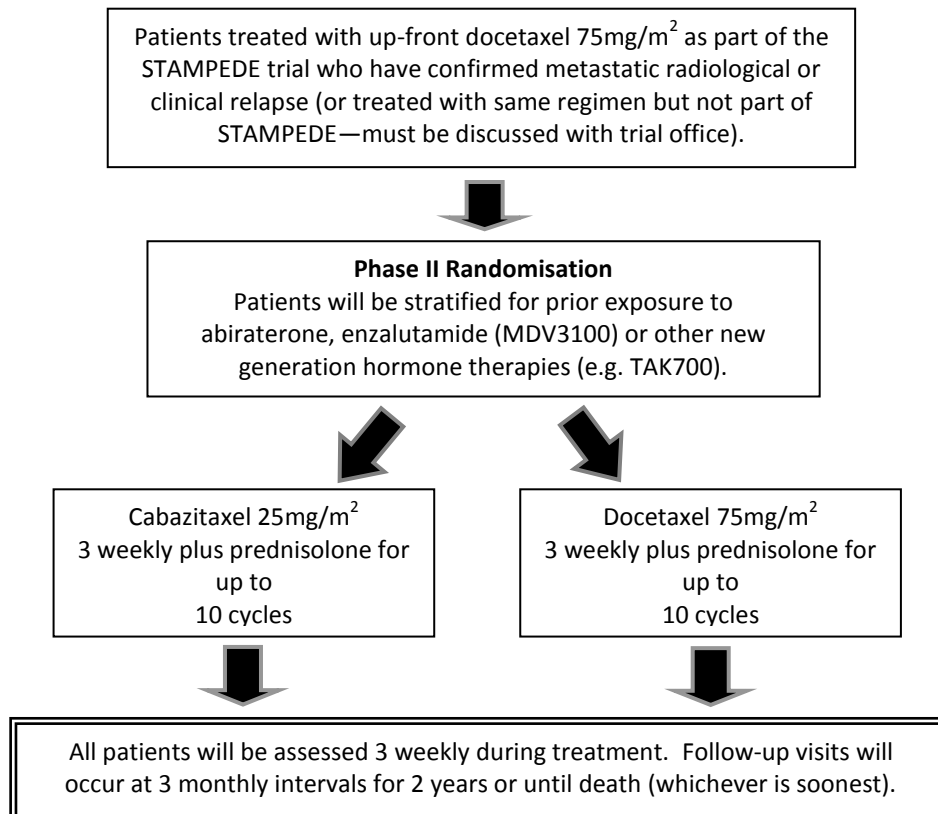 Patients treated with up-front docetaxel 75mg/m² as part of the
STAMPEDE trial who have confirmed metastatic radiological or
clinical relapse (or treated with same regimen but not part of
STAMPEDE—must be discussed with trial office).
Phase II Randomisation
Patients will be stratified for prior exposure to
abiraterone, enzalutamide (MDV3100) or other new
generation hormone therapies (e.g. TAK700).
Cabazitaxel 25mg/m²
3 weekly plus prednisolone for
up to
10 cycles
Docetaxel 75mg/m²
3 weekly plus prednisolone for
up to
10 cycles
All patients will be assessed 3 weekly during treatment.  Follow-up visits will
occur at 3 monthly intervals for 2 years or until death (whichever is soonest).